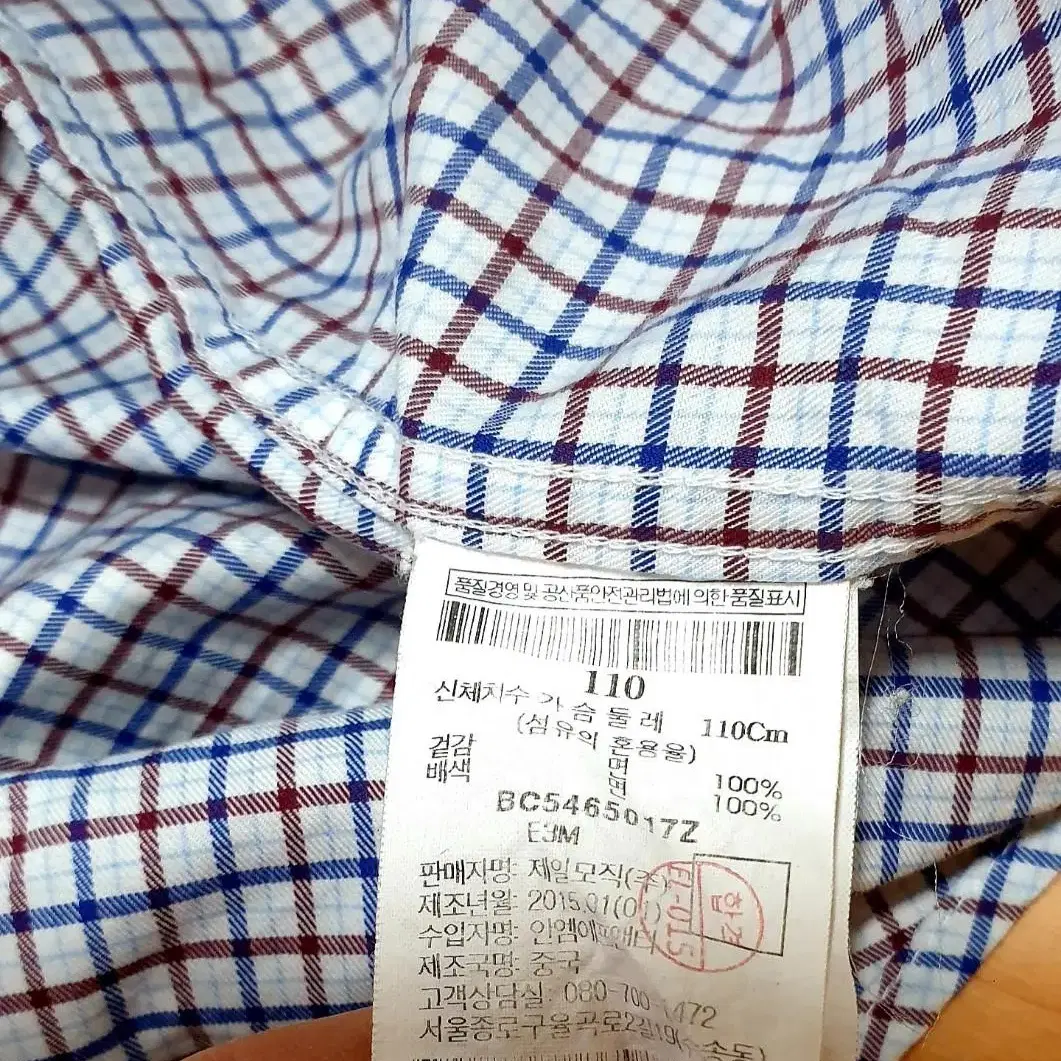 품질경영 및 공산품안전관리법에 의한 품질표시
110
신체치수 가슴둘레 110Cm
(섬유의 혼용율)
겉감 면 100%
배색 면 100%
BC5465017Z
E3M
판매자명: 제일모직(주)
제조년월: 2015.01(01)
수입자명: 안엠에프
제조국명: 중국
고객상담실: 080-700-1472
서울종로구율곡로2길19(수송동)
합격